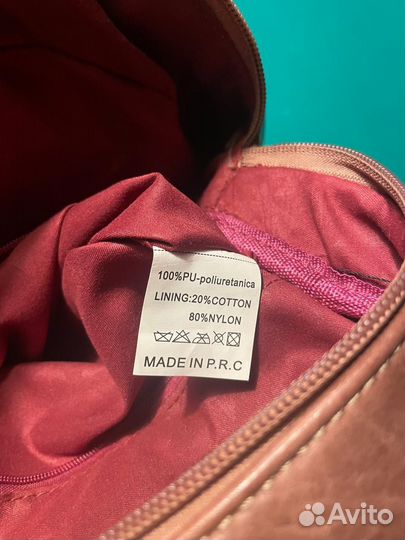 100%PU-poliuretanica
LINING:20%COTTON
80%NYLON
MADE IN P.R.C
Avito